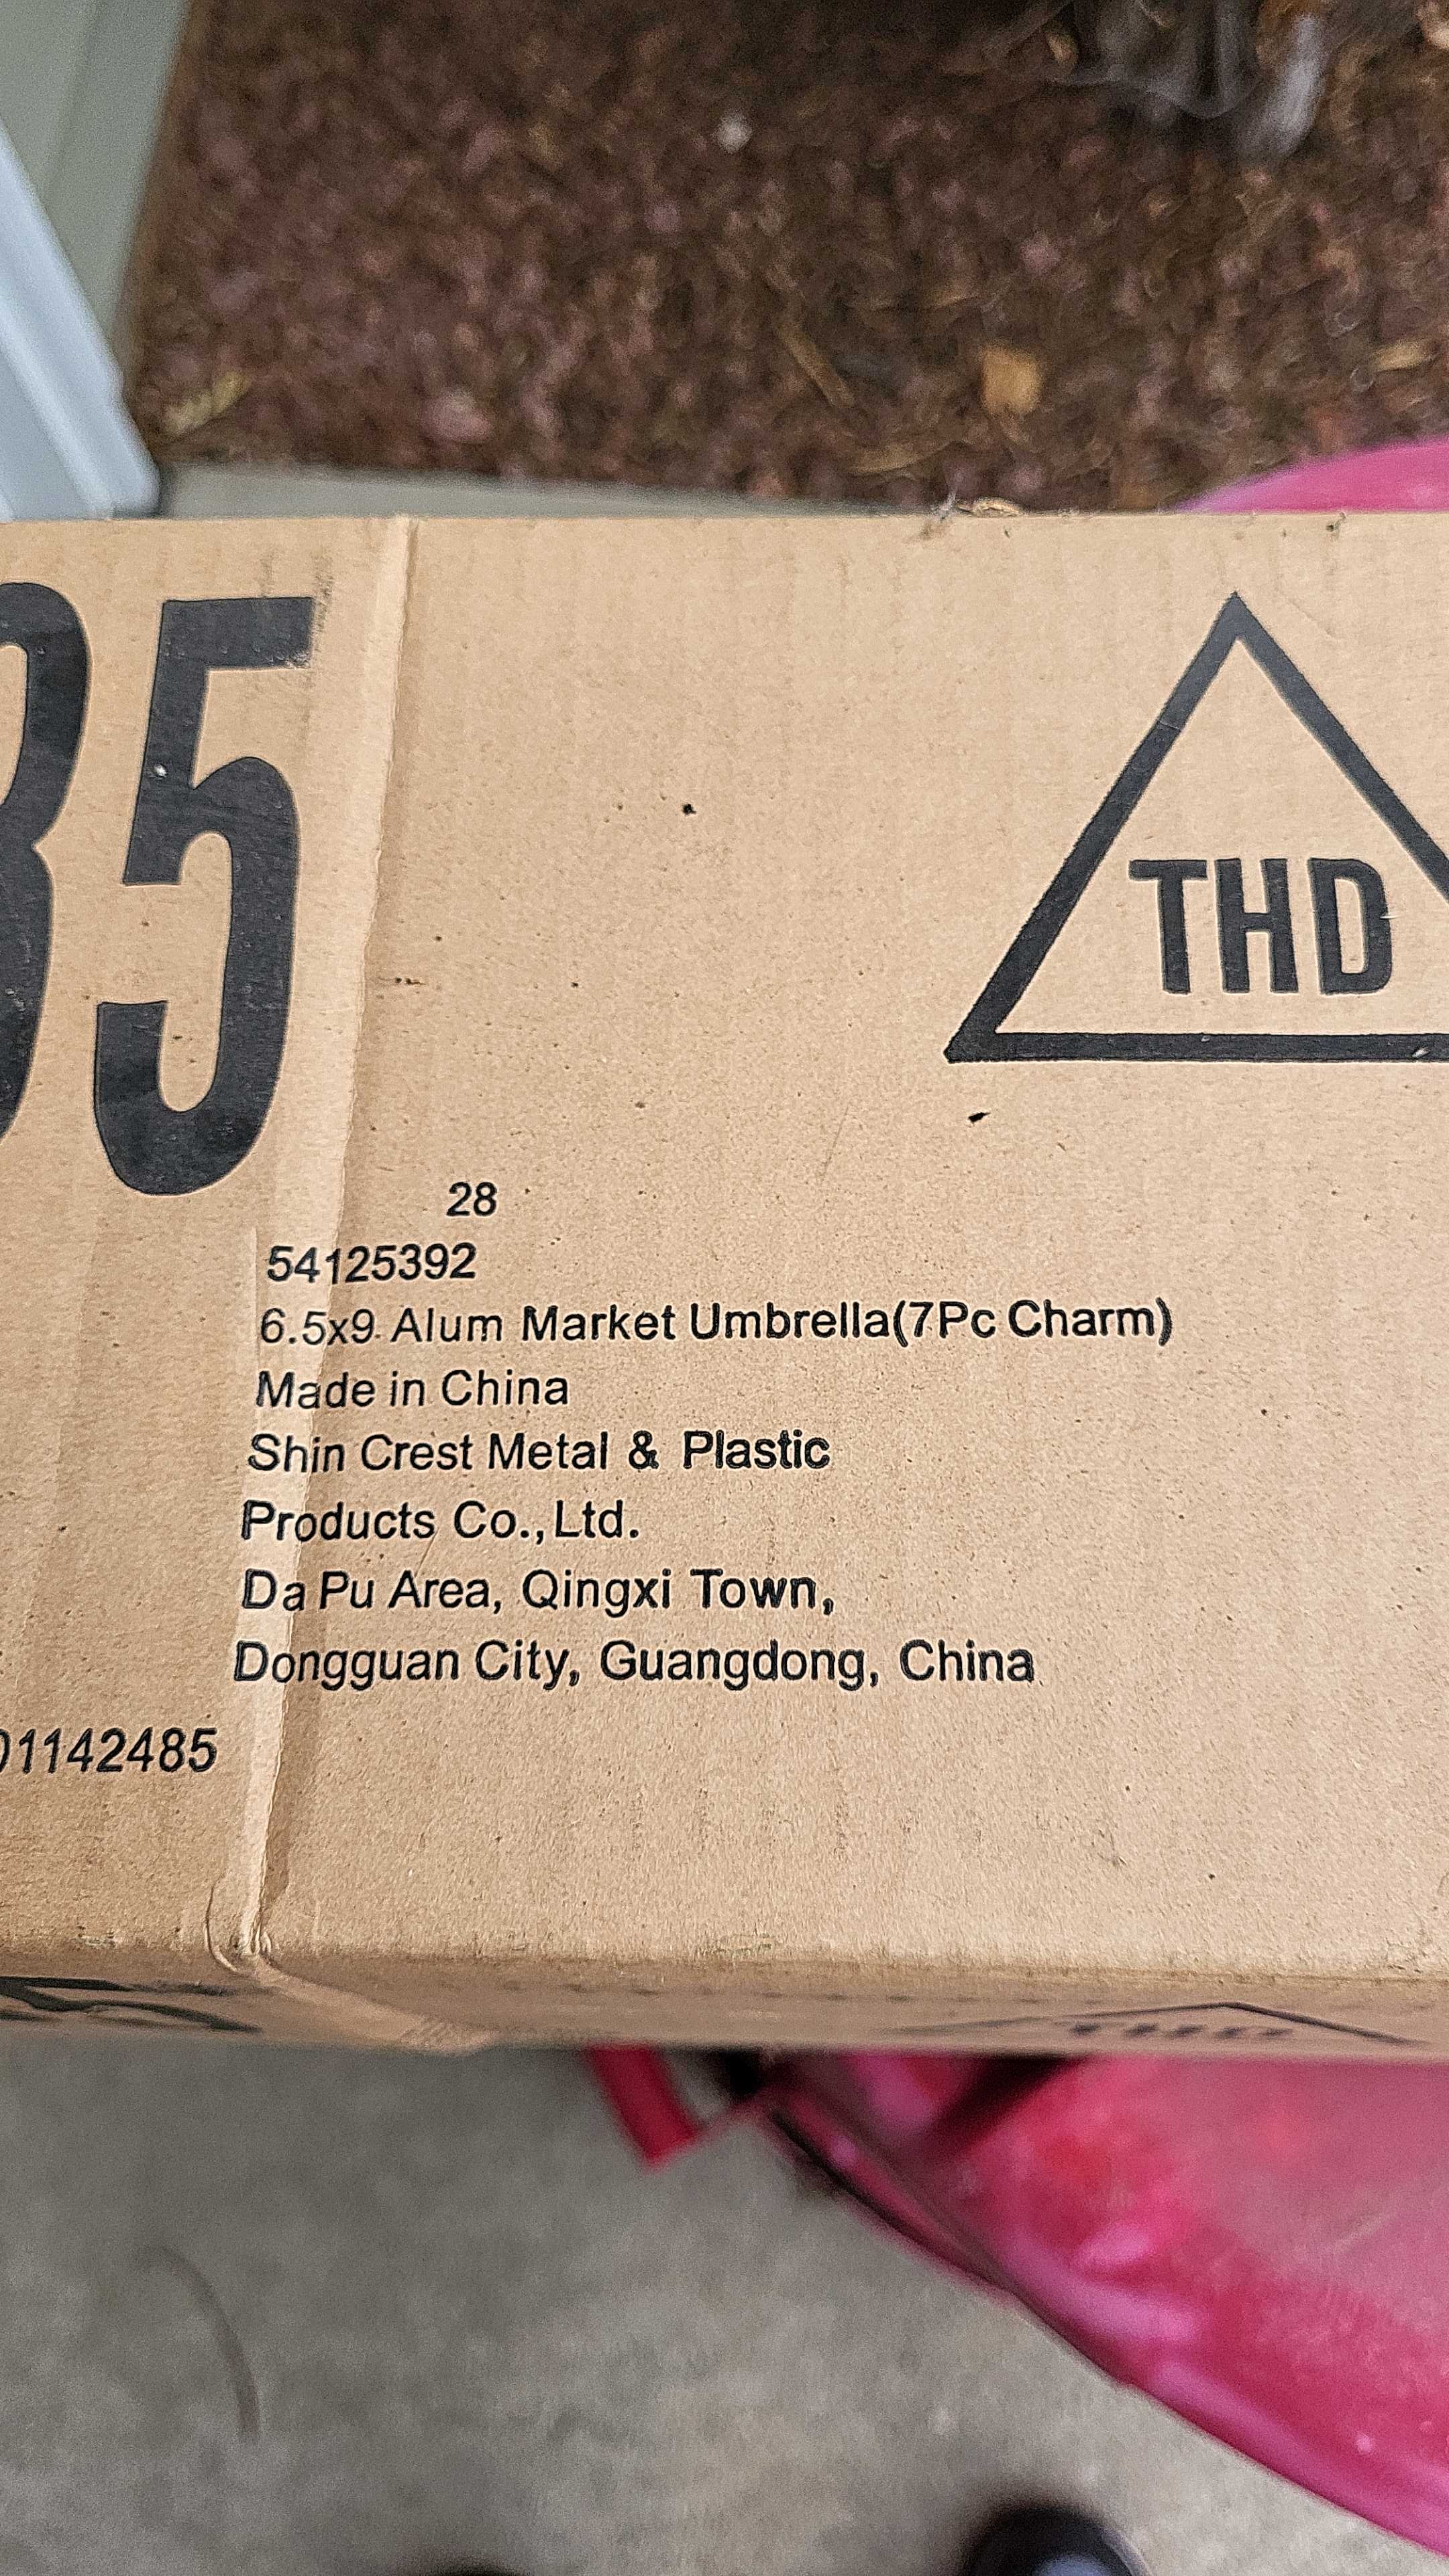 35
THD
28
54125392
6.5x9 Alum Market Umbrella(7Pc Charm)
Made in China
Shin Crest Metal & Plastic
Products Co.,Ltd.
Da Pu Area, Qingxi Town,
Dongguan City, Guangdong, China
01142485
THD